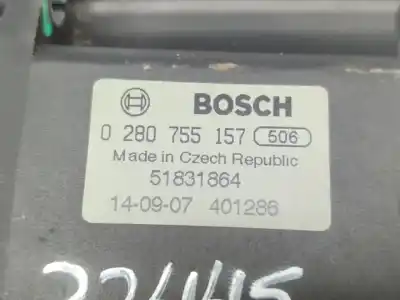 BOSCH
0 280 755 157 506
Made in Czech Republic
51831864
14-09-07 401286